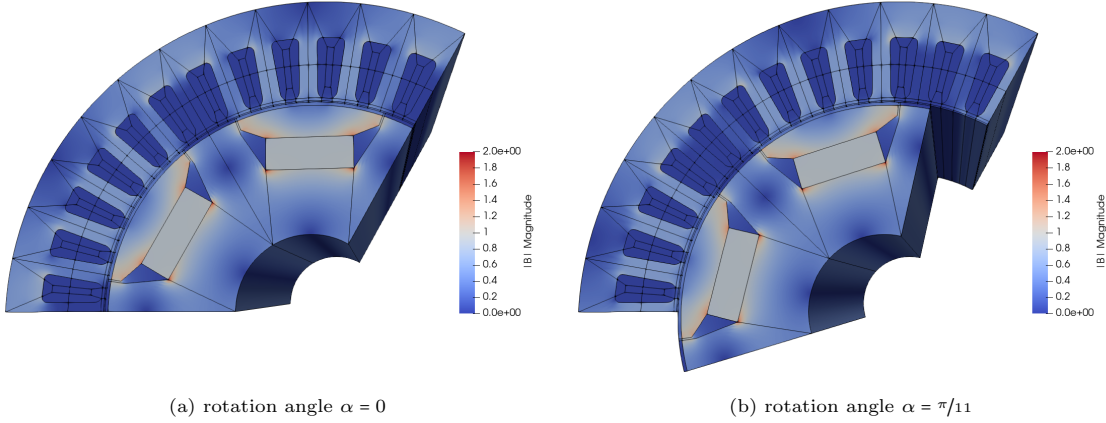 2.0e+00
1.8
1.6
1.4
1.2
1
0.8
0.6
0.4
0.2
0.0e+00
|B| Magnitude
2.0e+00
1.8
1.6
1.4
1.2
1
0.8
0.6
0.4
0.2
0.0e+00
|B| Magnitude
(a) rotation angle α = 0
(b) rotation angle α = π/11